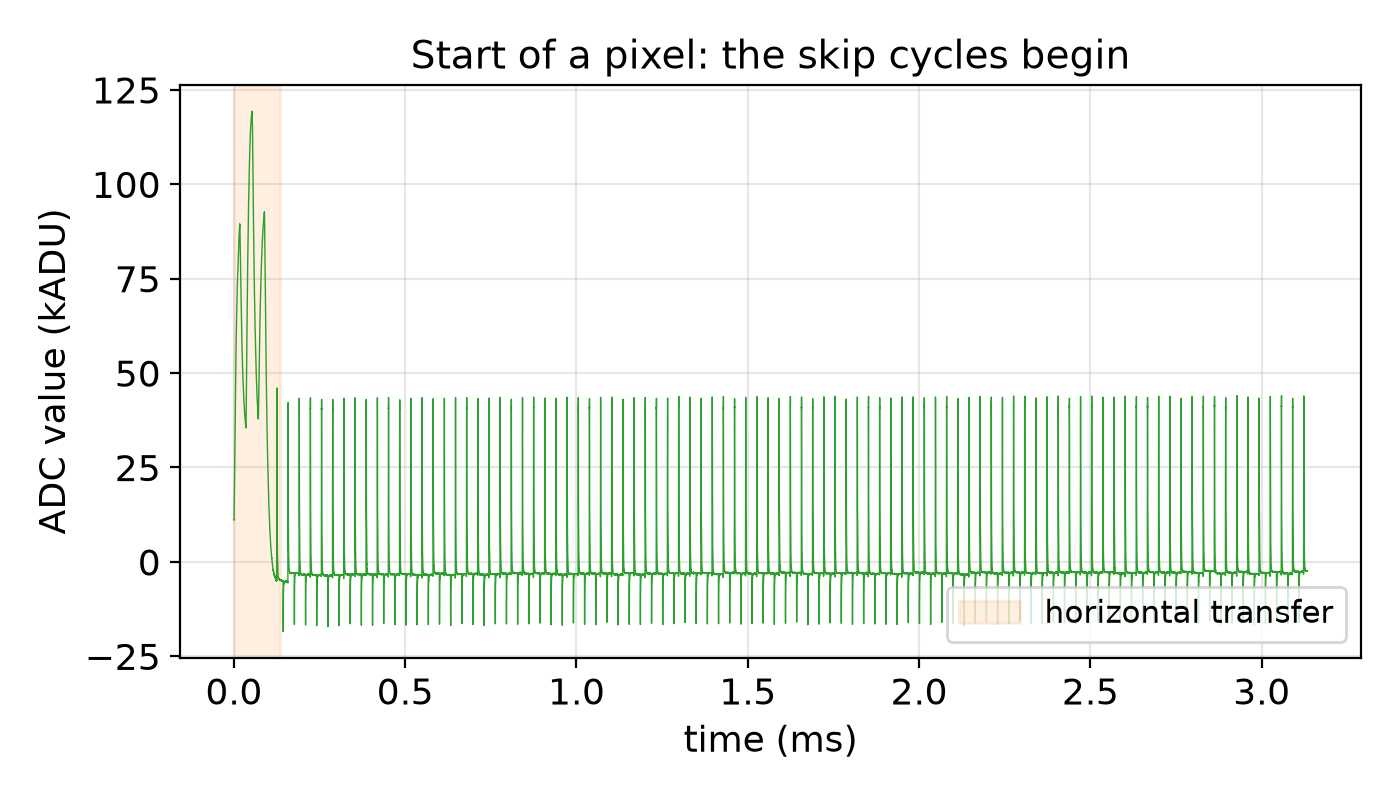 Start of a pixel: the skip cycles begin
ADC value (kADU)
125
100
75
50
25
0
−25
horizontal transfer
0.0 0.5 1.0 1.5 2.0 2.5 3.0
time (ms)